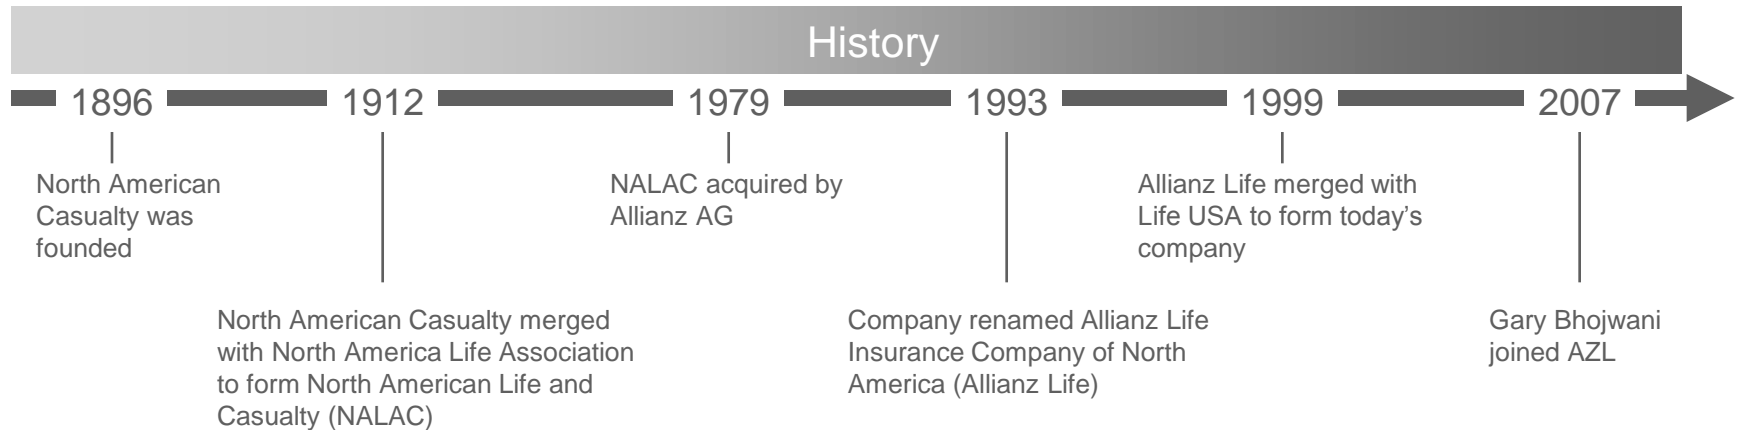 History
1896
1912
1979
1993
1999
2007
North American
Casualty was
founded
North American Casualty merged
with North America Life Association
to form North American Life and
Casualty (NALAC)
NALAC acquired by
Allianz AG
Company renamed Allianz Life
Insurance Company of North
America (Allianz Life)
Allianz Life merged with
Life USA to form today’s
company
Gary Bhojwani
joined AZL